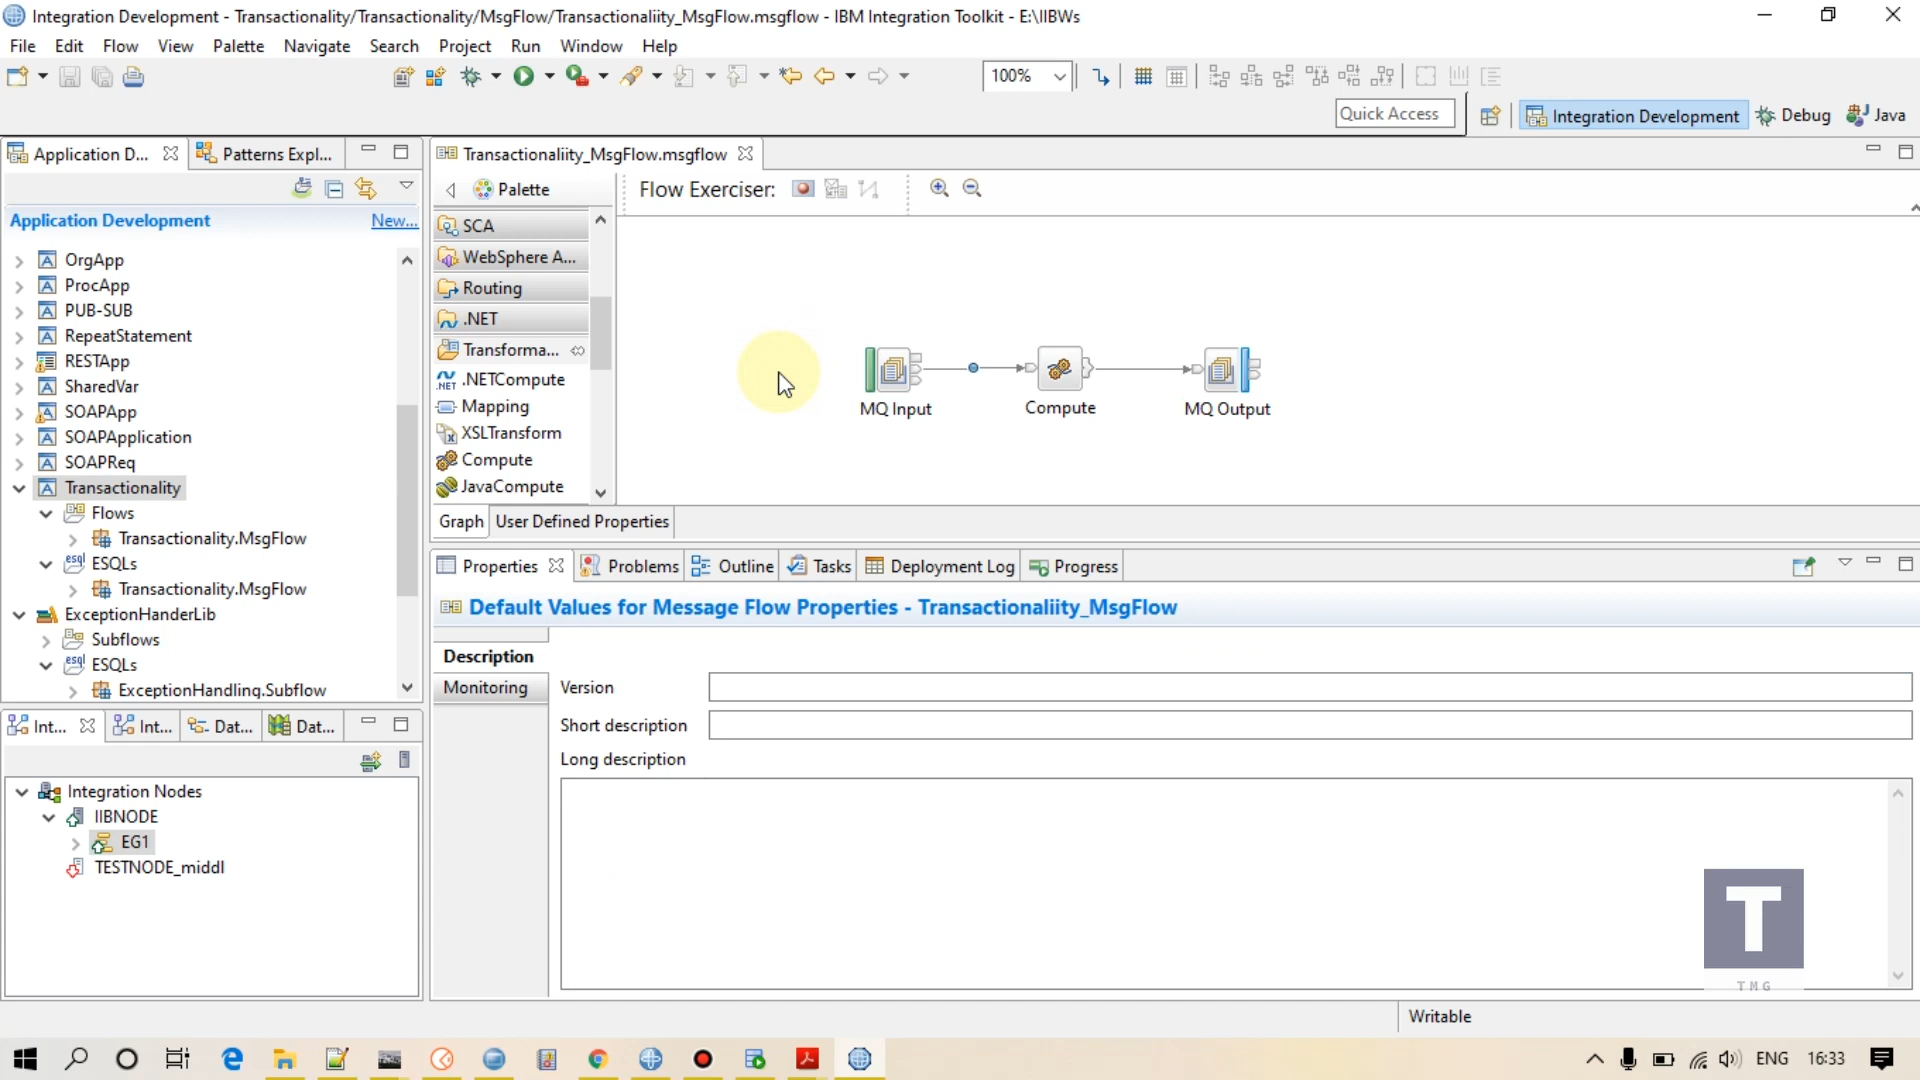 Integration Development - Transactionality/Transactionality/MsgFlow/Transactionaliity_MsgFlow.msgflow - IBM Integration Toolkit - E:\IIBWs
File Edit Flow View Palette Navigate Search Project Run Window Help
100%
Quick Access
Integration Development
Debug
Java
Application D...
Patterns Expl...
Application Development
New...
OrgApp
ProcApp
PUB-SUB
RepeatStatement
RESTApp
SharedVar
SOAPApp
SOAPApplication
SOAPReq
Transactionality
Flows
Transactionality.MsgFlow
ESQLs
Transactionality.MsgFlow
ExceptionHanderLib
Subflows
ESQLs
ExceptionHandling.Subflow
Int...
Int...
Dat...
Dat...
Integration Nodes
IIBNODE
EG1
TESTNODE_middl
Transactionaliity_MsgFlow.msgflow
Palette
Flow Exerciser:
SCA
WebSphere A...
Routing
.NET
Transforma...
.NETCompute
Mapping
XSLTransform
Compute
JavaCompute
MQ Input
Compute
MQ Output
Graph
User Defined Properties
Properties
Problems
Outline
Tasks
Deployment Log
Progress
Default Values for Message Flow Properties - Transactionaliity_MsgFlow
Description
Monitoring
Version
Short description
Long description
T
TMG
Writable
ENG
16:33